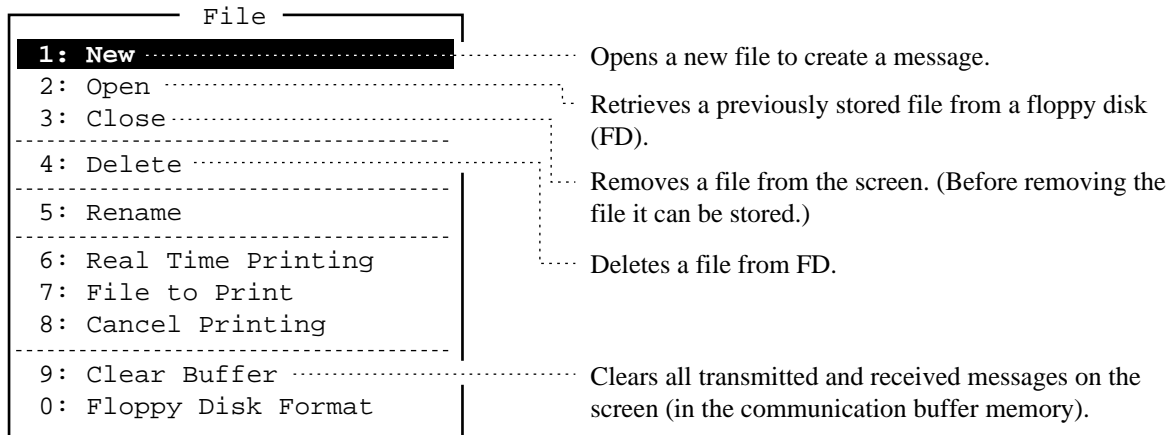 File
1: New
Opens a new file to create a message.
2: Open
Retrieves a previously stored file from a floppy disk
(FD).
3: Close
Removes a file from the screen. (Before removing the
file it can be stored.)
4: Delete
Deletes a file from FD.
5: Rename
6: Real Time Printing
7: File to Print
8: Cancel Printing
9: Clear Buffer
Clears all transmitted and received messages on the
screen (in the communication buffer memory).
0: Floppy Disk Format